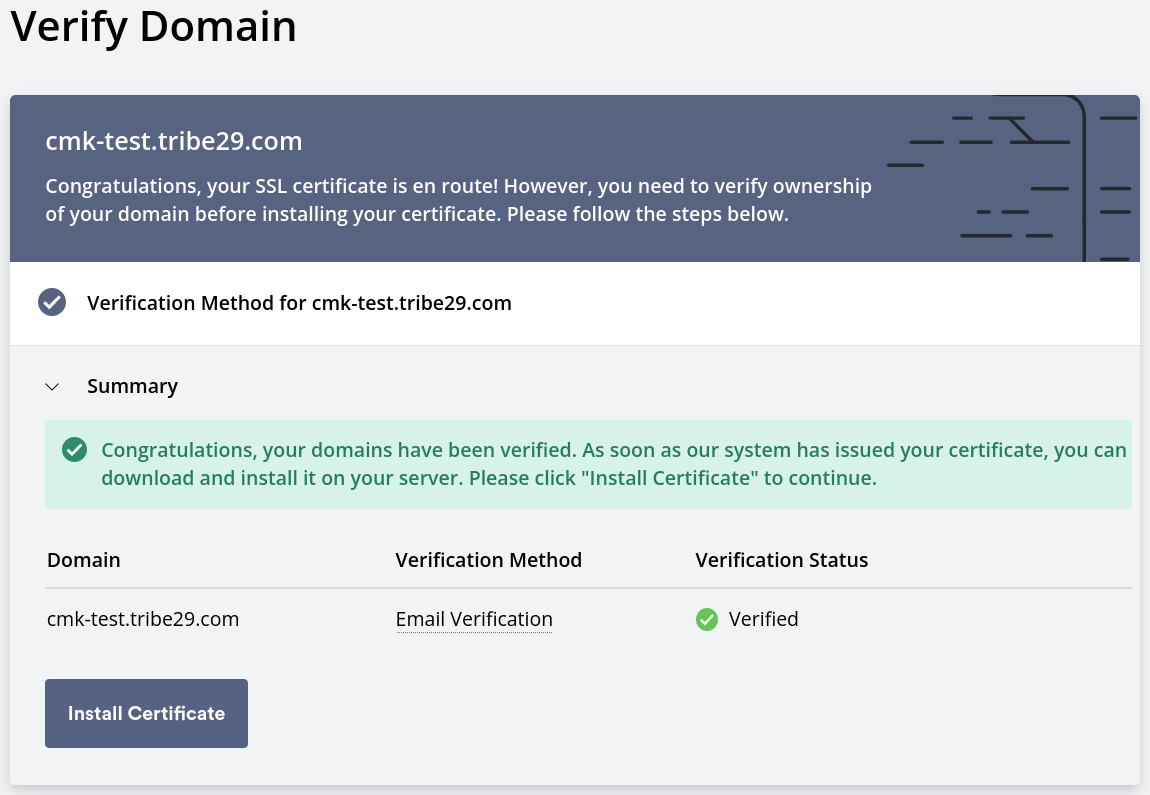 Verify Domain
cmk-test.tribe29.com
Congratulations, your SSL certificate is en route! However, you need to verify ownership
of your domain before installing your certificate. Please follow the steps below.
Verification Method for cmk-test.tribe29.com
Summary
Congratulations, your domains have been verified. As soon as our system has issued your certificate, you can
download and install it on your server. Please click "Install Certificate" to continue.
Domain Verification Method Verification Status
cmk-test.tribe29.com Email Verification Verified
Install Certificate